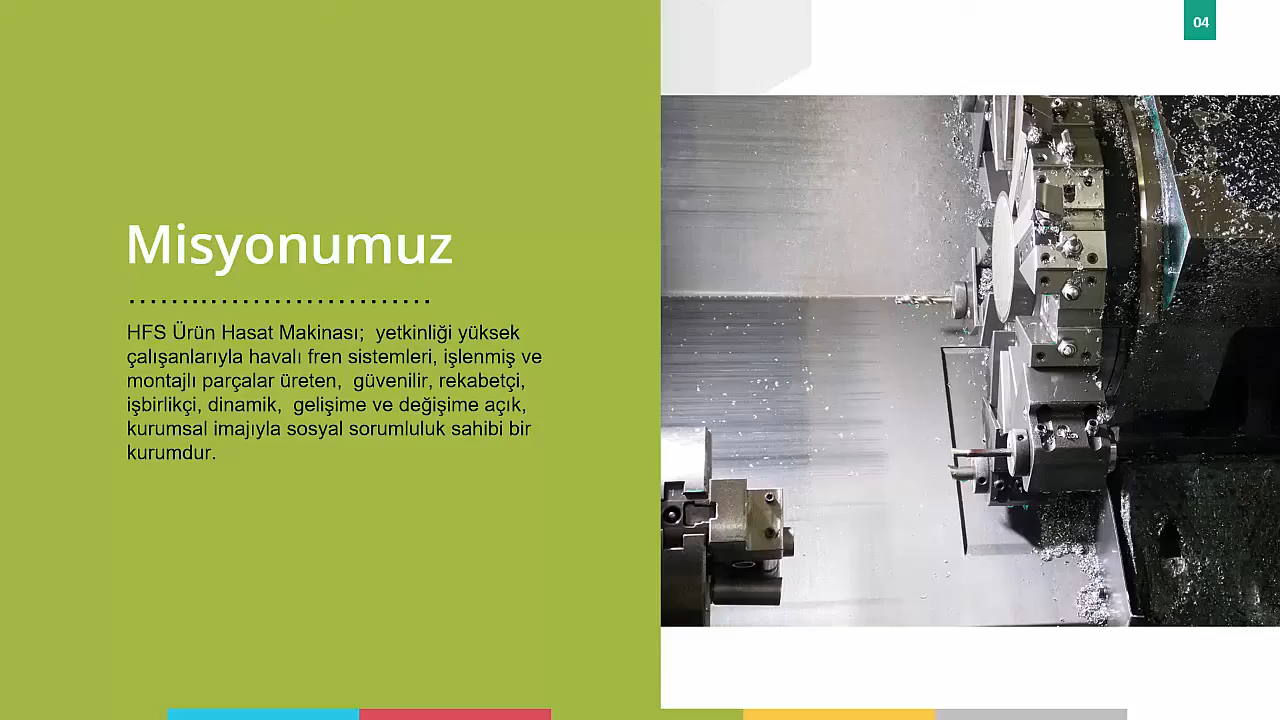 04
Misyonumuz
HFS Ürün Hasat Makinası;  yetkinliği yüksek
çalışanlarıyla havalı fren sistemleri, işlenmiş ve
montajlı parçalar üreten,  güvenilir, rekabetçi,
işbirlikçi, dinamik,  gelişime ve değişime açık,
kurumsal imajıyla sosyal sorumluluk sahibi bir
kurumdur.